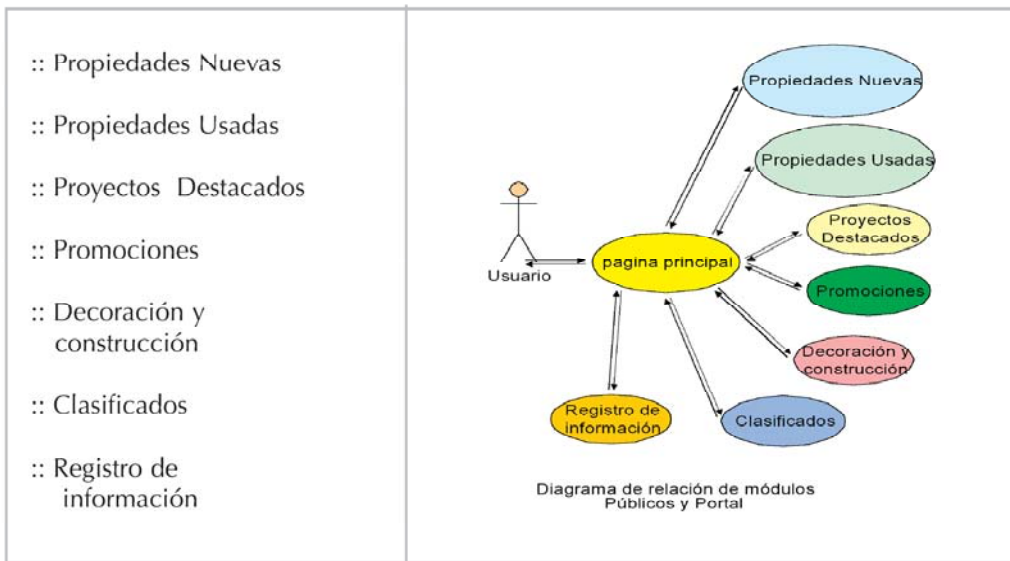 :: Propiedades Nuevas
:: Propiedades Usadas
:: Proyectos Destacados
:: Promociones
:: Decoración y
construcción
:: Clasificados
:: Registro de
información
Propiedades Nuevas
Propiedades Usadas
Proyectos
Destacados
Usuario
pagina principal
Promociones
Decoración y
construcción
Registro de
información
Clasificados
Diagrama de relación de módulos
Públicos y Portal